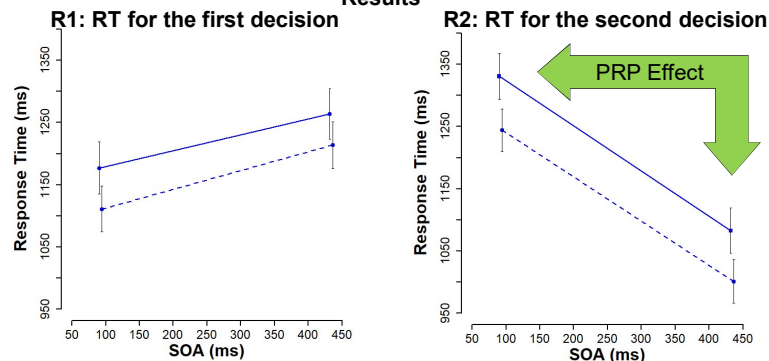 Results
R1: RT for the first decision
Response Time (ms)
1350
1250
1150
1050
950
50 100 150 200 250 300 350 400 450
SOA (ms)
R2: RT for the second decision
PRP Effect
Response Time (ms)
1350
1250
1150
1050
950
50 100 150 200 250 300 350 400 450
SOA (ms)